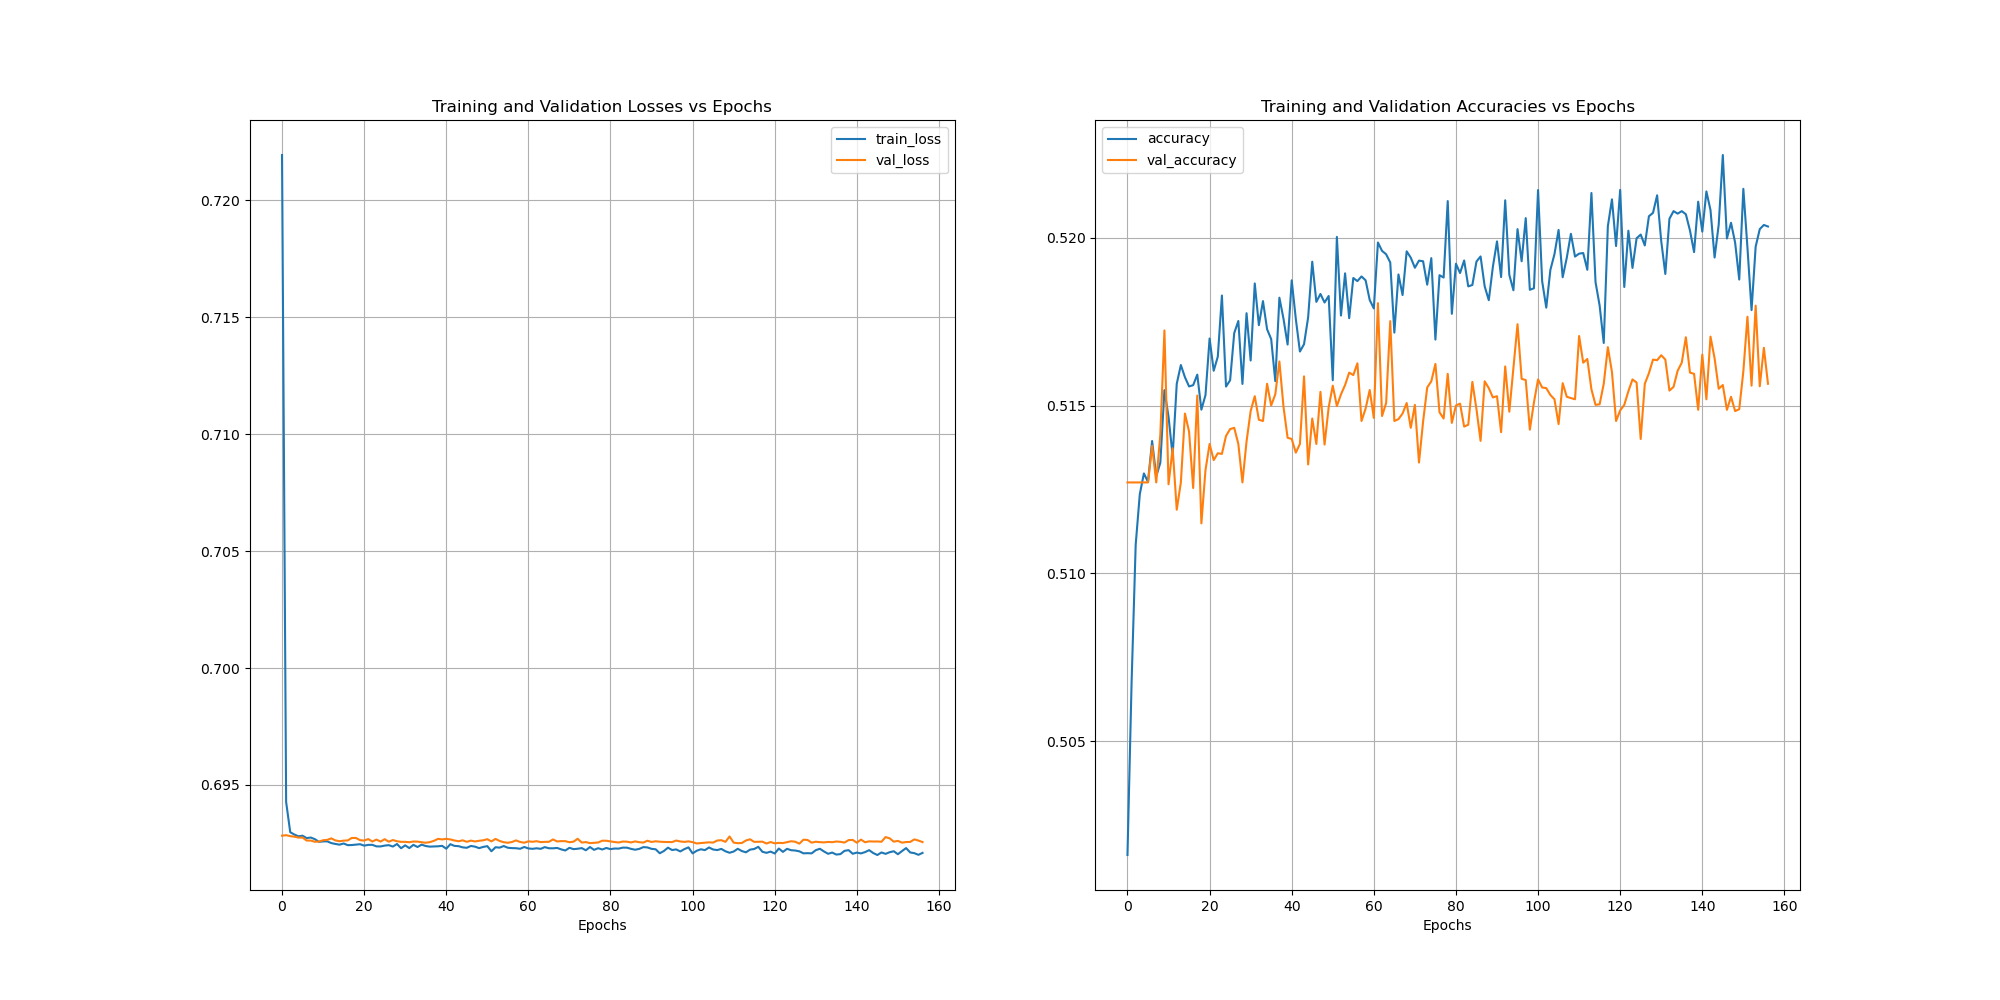 Training and Validation Losses vs Epochs
train_loss
val_loss
0.720
0.715
0.710
0.705
0.700
0.695
0 20 40 60 80 100 120 140 160
Epochs
Training and Validation Accuracies vs Epochs
accuracy
val_accuracy
0.520
0.515
0.510
0.505
0 20 40 60 80 100 120 140 160
Epochs